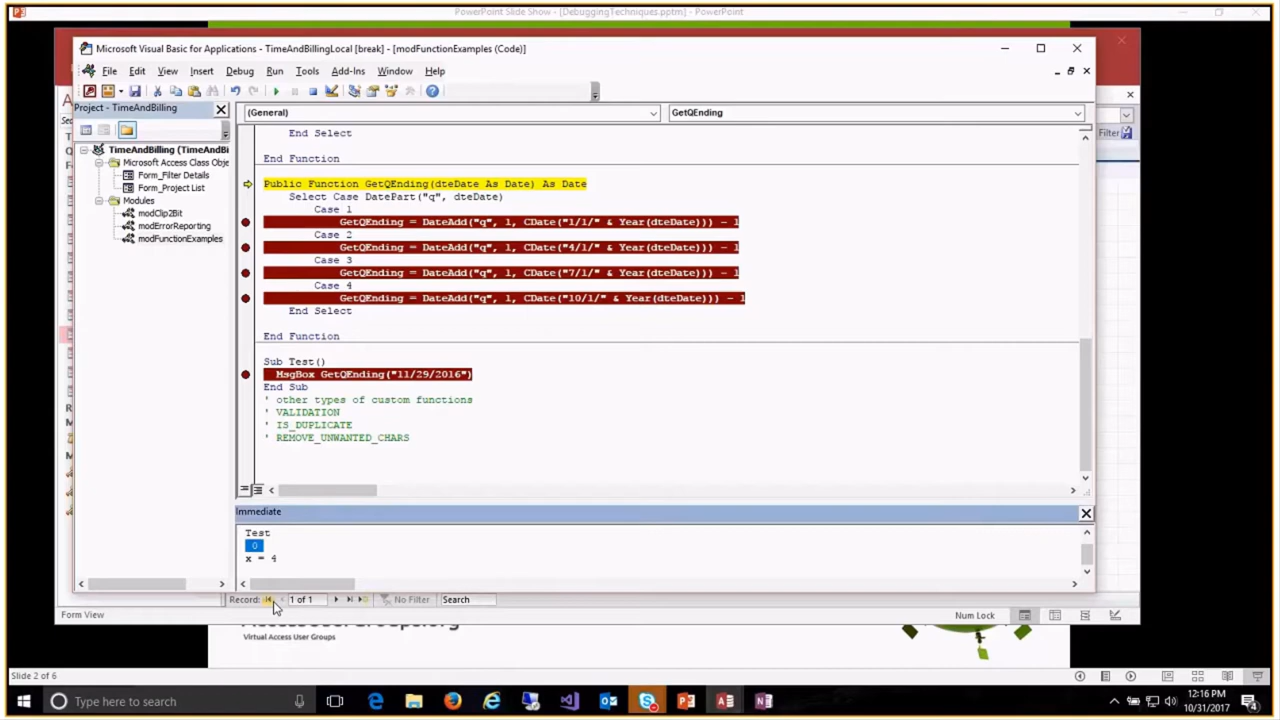 PowerPoint Slide Show - [DebuggingTechniques.pptm] - PowerPoint
Microsoft Visual Basic for Applications - TimeAndBillingLocal [break] - [modFunctionExamples (Code)]
File Edit View Insert Debug Run Tools Add-Ins Window Help
Project - TimeAndBilling
(General)
GetQEnding
Filter
TimeAndBilling (TimeAndBi
Microsoft Access Class Obje
Form_Filter Details
Form_Project List
Modules
modClip2Bit
modErrorReporting
modFunctionExamples
End Select
End Function
Public Function GetQEnding(dteDate As Date) As Date
Select Case DatePart("q", dteDate)
Case 1
GetQEnding = DateAdd("q", 1, CDate("1/1/" & Year(dteDate))) - 1
Case 2
GetQEnding = DateAdd("q", 1, CDate("4/1/" & Year(dteDate))) - 1
Case 3
GetQEnding = DateAdd("q", 1, CDate("7/1/" & Year(dteDate))) - 1
Case 4
GetQEnding = DateAdd("q", 1, CDate("10/1/" & Year(dteDate))) - 1
End Select
End Function
Sub Test()
MsgBox GetQEnding("11/29/2016")
End Sub
' other types of custom functions
' VALIDATION
' IS_DUPLICATE
' REMOVE_UNWANTED_CHARS
Immediate
Test
0
x = 4
Record: 1 of 1 No Filter Search
Form View
Num Lock
Virtual Access User Groups
Slide 2 of 6
Type here to search
12:16 PM
10/31/2017
4